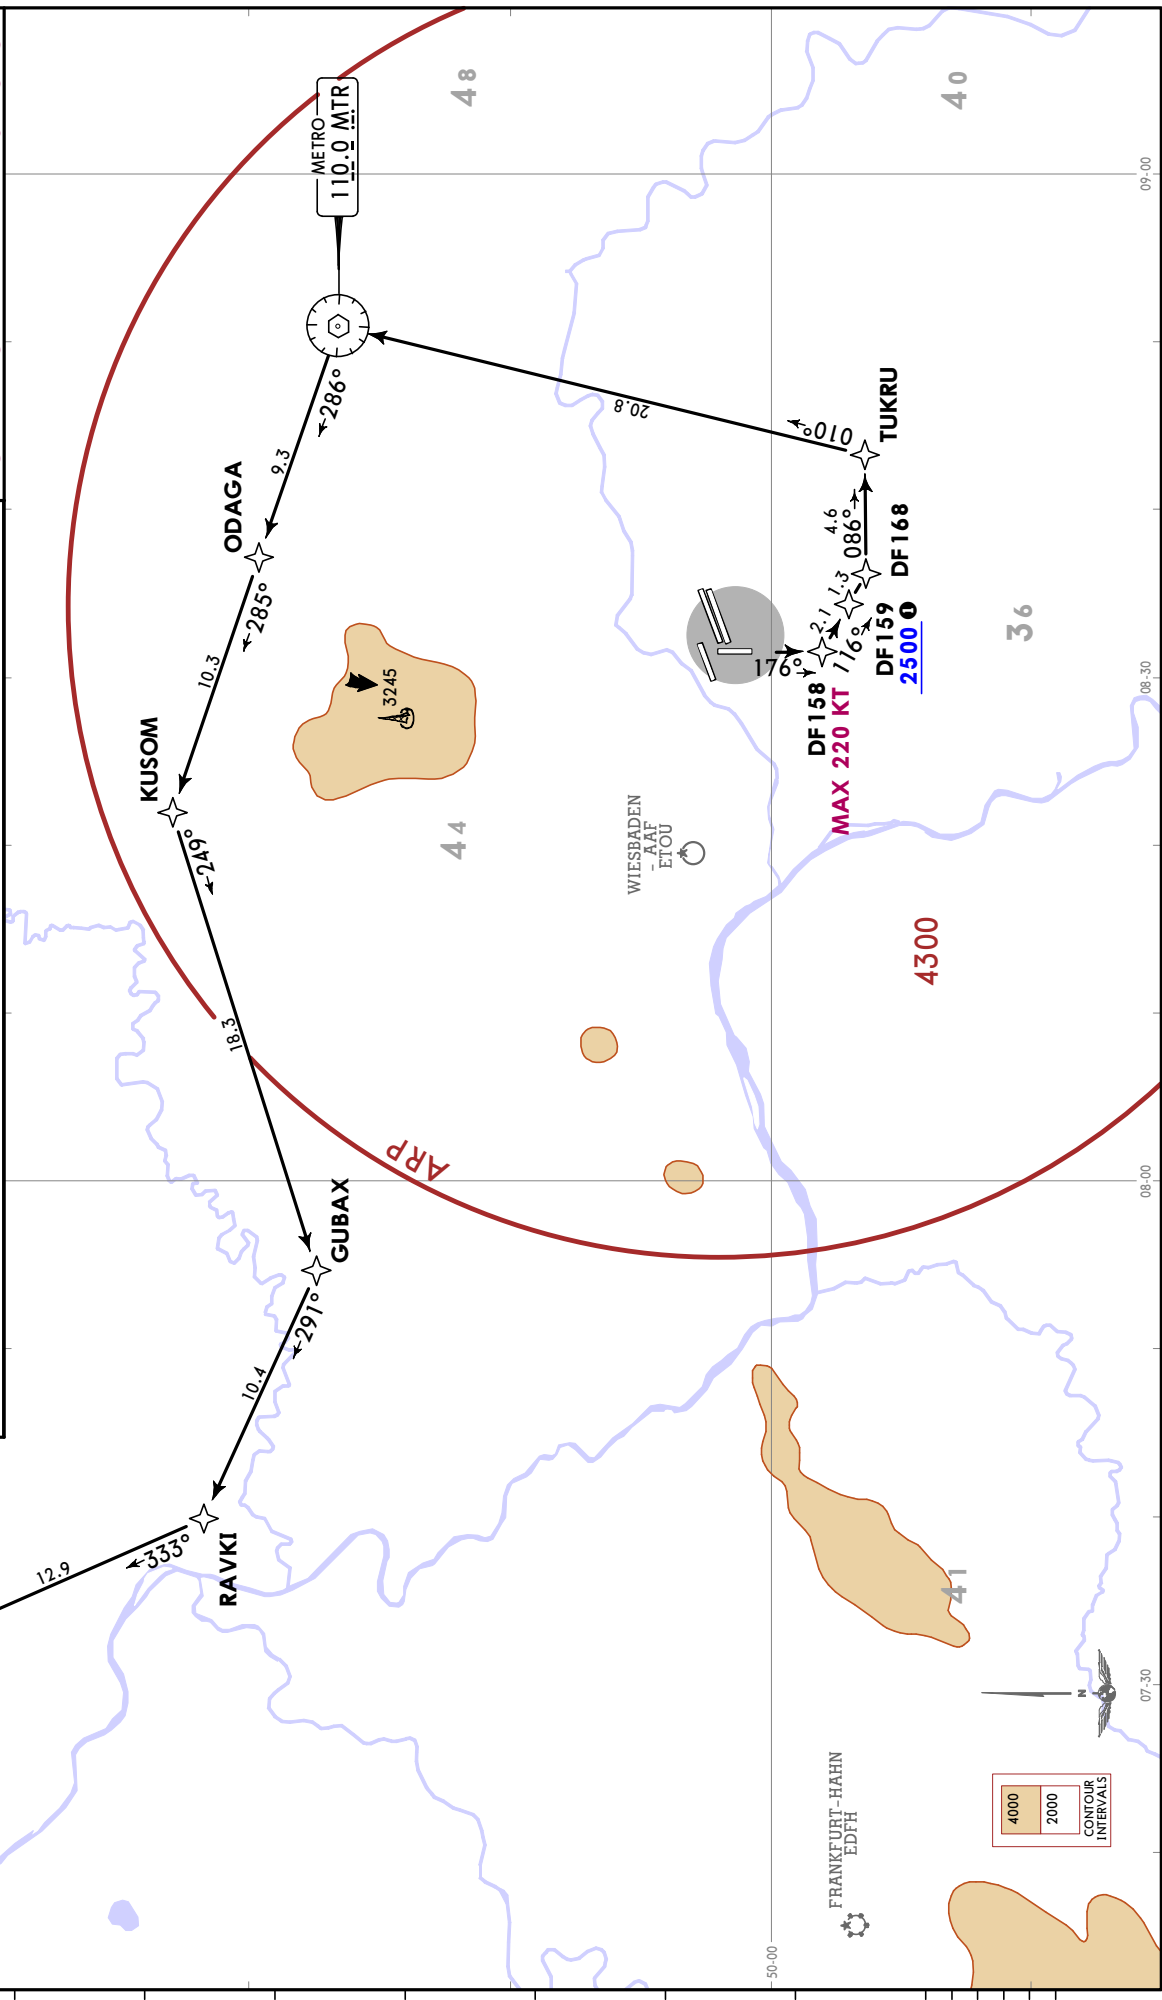 48
40
METRO
110.0 MTR
09-00
286°
20.8
TUKRU
010°
9.3
ODAGA
4.6
086°
DF168
285°
1.3
2.1
116°
DF159
2500 1
36
176°
DF158
MAX 220 KT
08-30
3245
10.3
KUSOM
249°
44
WIESBADEN
- AAF
ETOU
4300
18.3
ARP
08-00
GUBAX
291°
10.4
RAVKI
333°
12.9
41
N
07-30
FRANKFURT-HAHN
EDFH
4000
2000
CONTOUR
INTERVALS
50-00